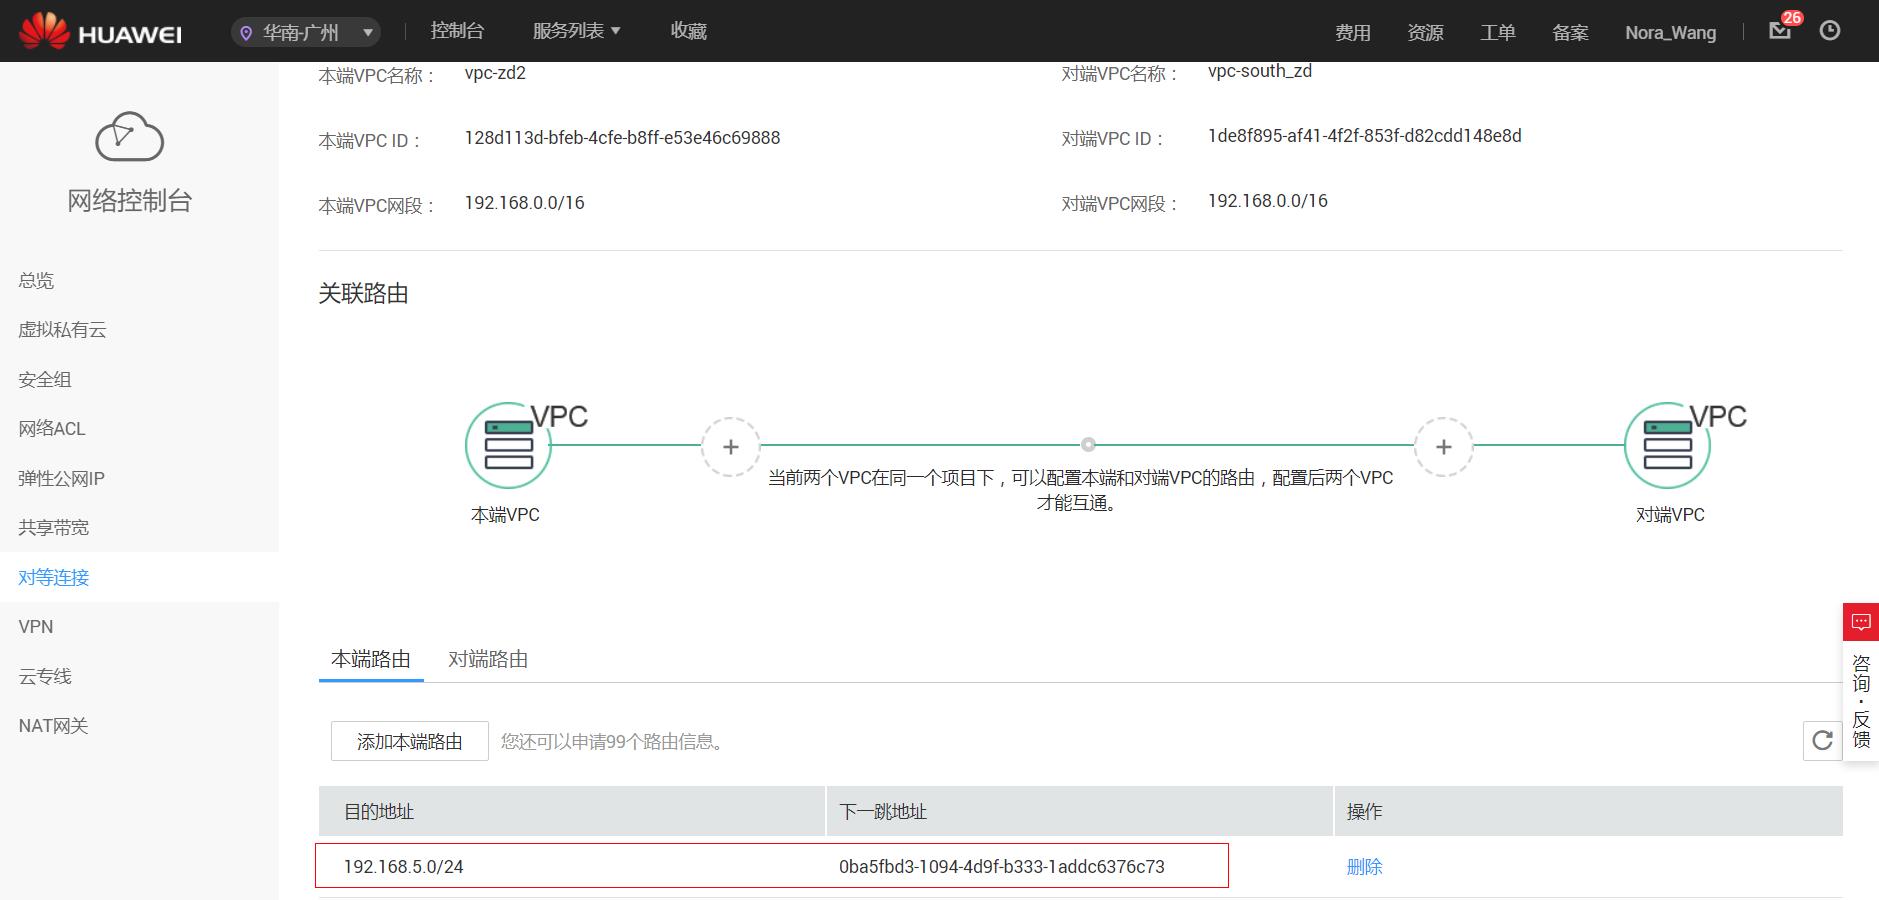 HUAWEI 华南-广州 控制台 服务列表 收藏 费用 资源 工单 备案 Nora_Wang 26
网络控制台
总览
虚拟私有云
安全组
网络ACL
弹性公网IP
共享带宽
对等连接
VPN
云专线
NAT网关
本端VPC名称： vpc-zd2 对端VPC名称： vpc-south_zd
本端VPC ID： 128d113d-bfeb-4cfe-b8ff-e53e46c69888 对端VPC ID： 1de8f895-af41-4f2f-853f-d82cdd148e8d
本端VPC网段： 192.168.0.0/16 对端VPC网段： 192.168.0.0/16
关联路由
VPC VPC
当前两个VPC在同一个项目下，可以配置本端和对端VPC的路由，配置后两个VPC
才能互通。
本端VPC 对端VPC
本端路由 对端路由
添加本端路由 您还可以申请99个路由信息。
目的地址 下一跳地址 操作
192.168.5.0/24 0ba5fbd3-1094-4d9f-b333-1addc6376c73 删除
咨询·反馈